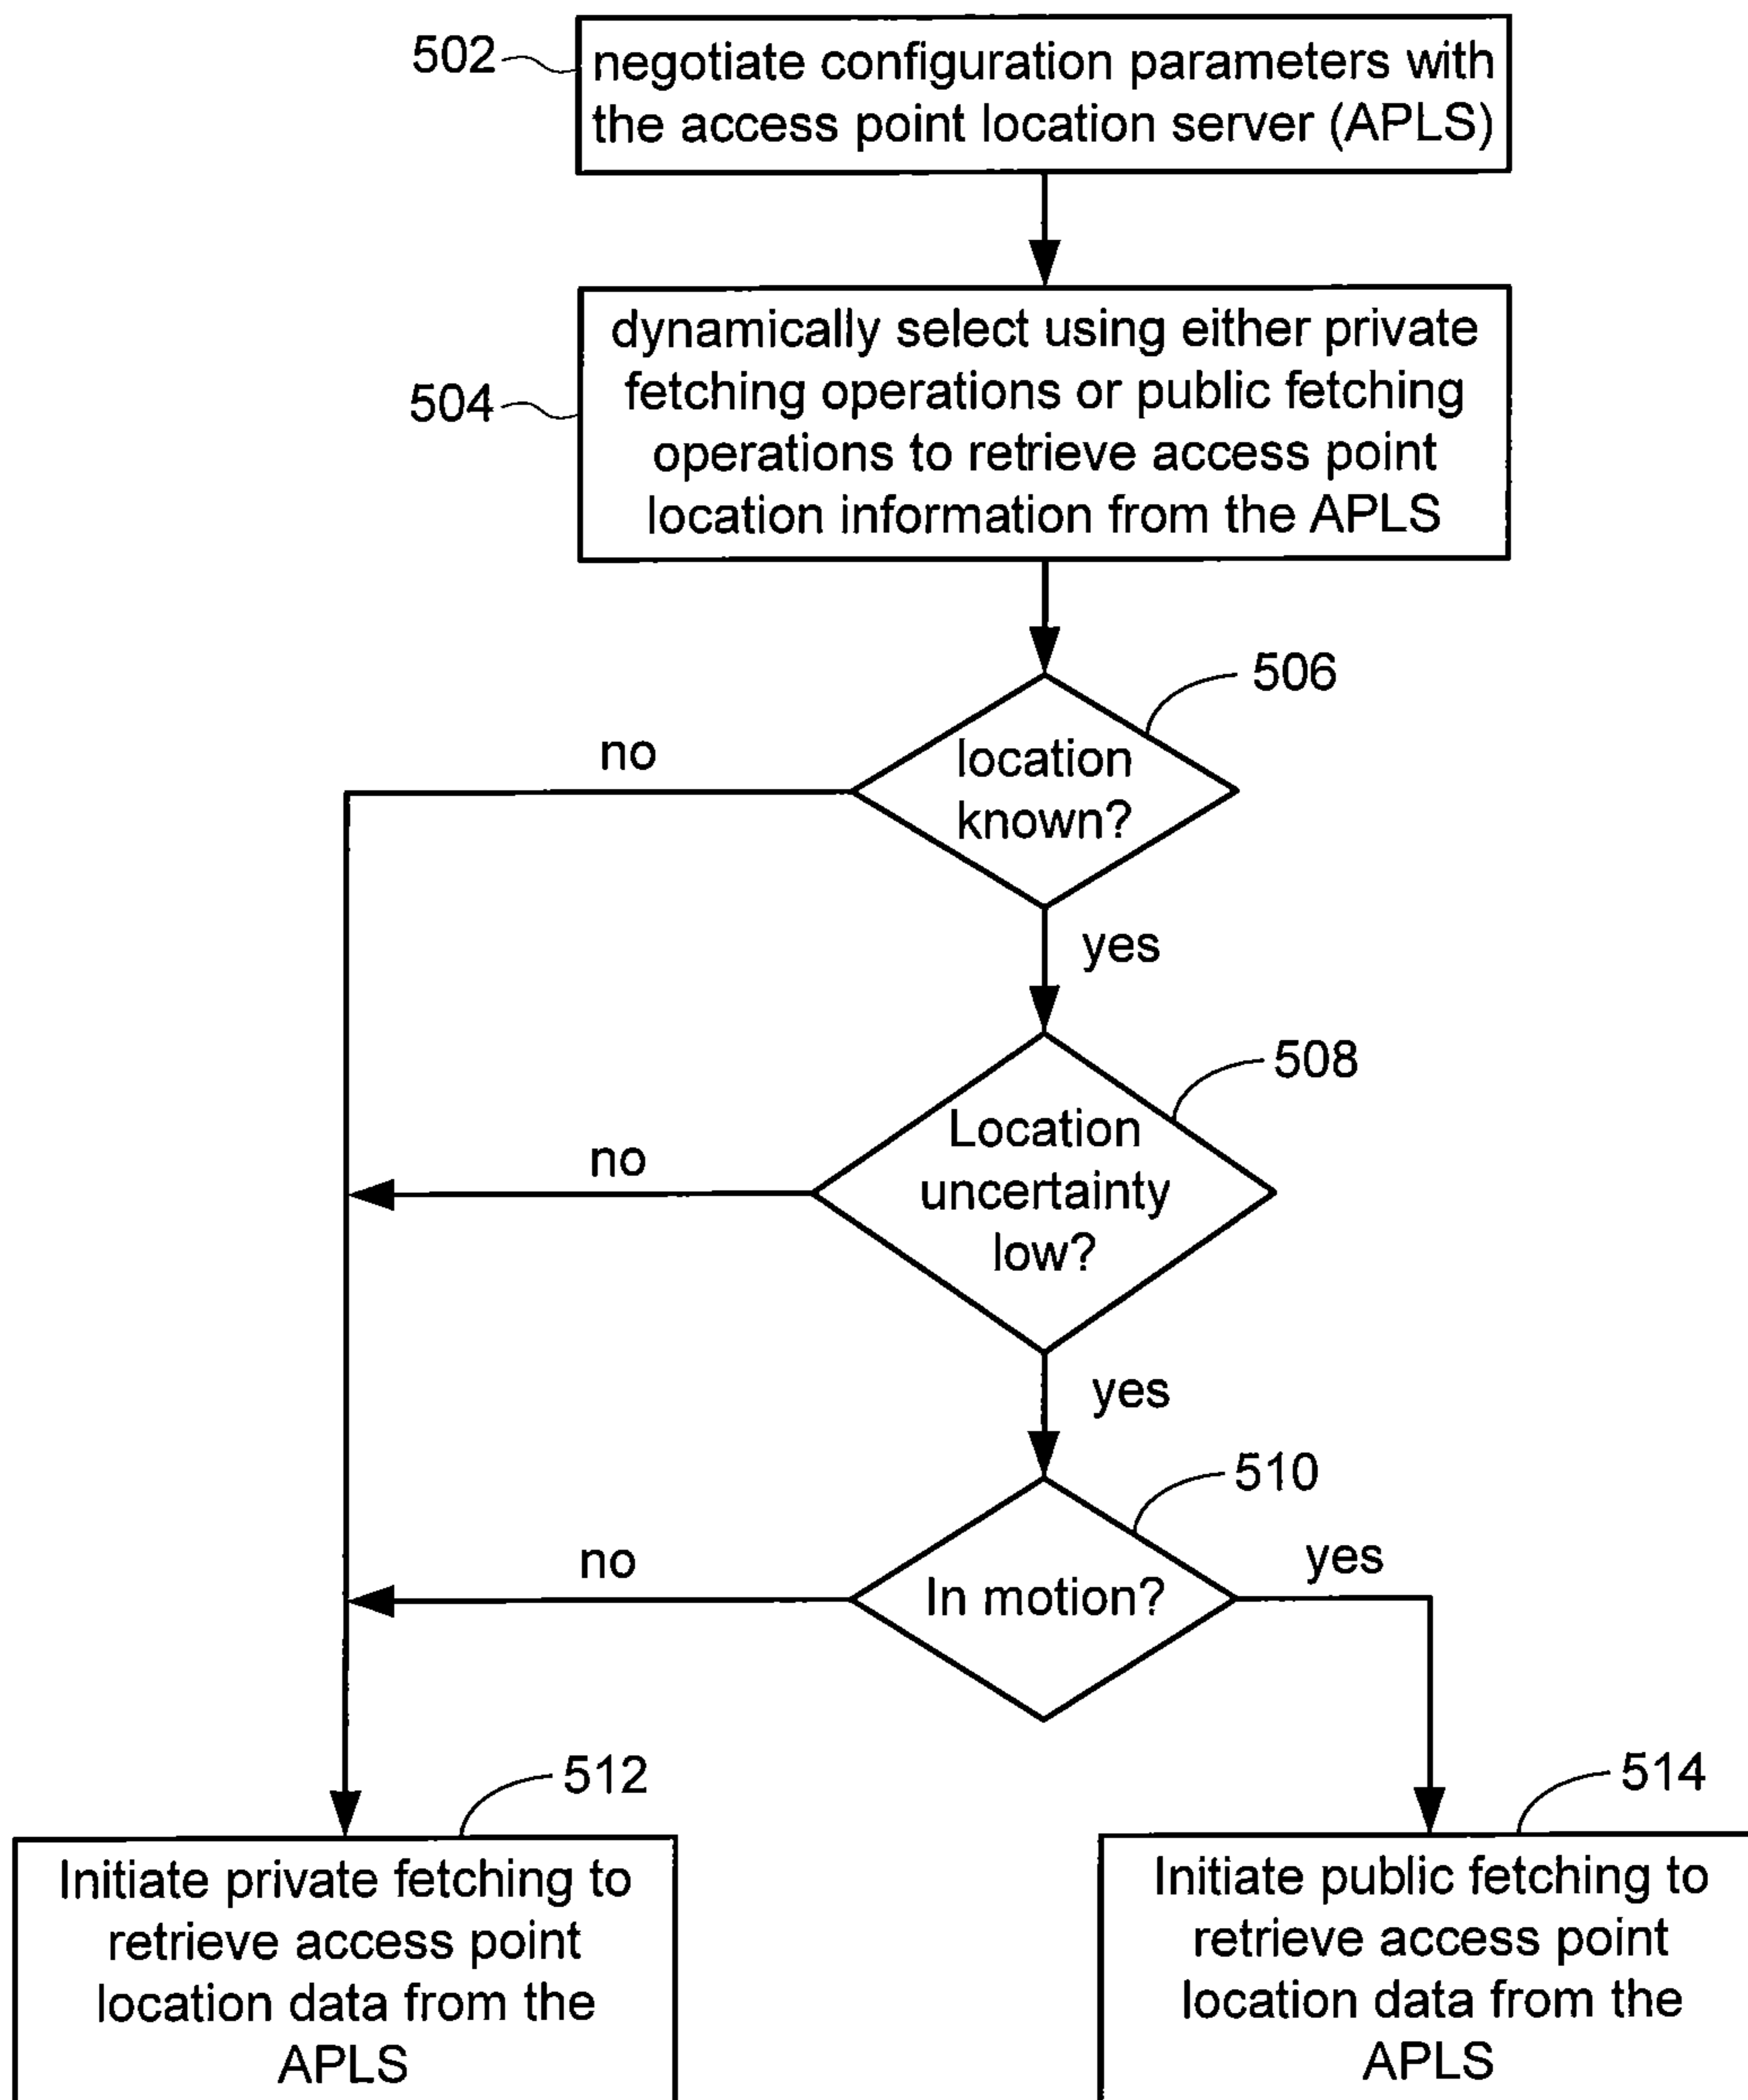 502
negotiate configuration parameters with
the access point location server (APLS)
504
dynamically select using either private
fetching operations or public fetching
operations to retrieve access point
location information from the APLS
506
location
known?
no
yes
508
Location
uncertainty
low?
no
yes
510
In motion?
no
yes
512
Initiate private fetching to
retrieve access point
location data from the
APLS
514
Initiate public fetching to
retrieve access point
location data from the
APLS